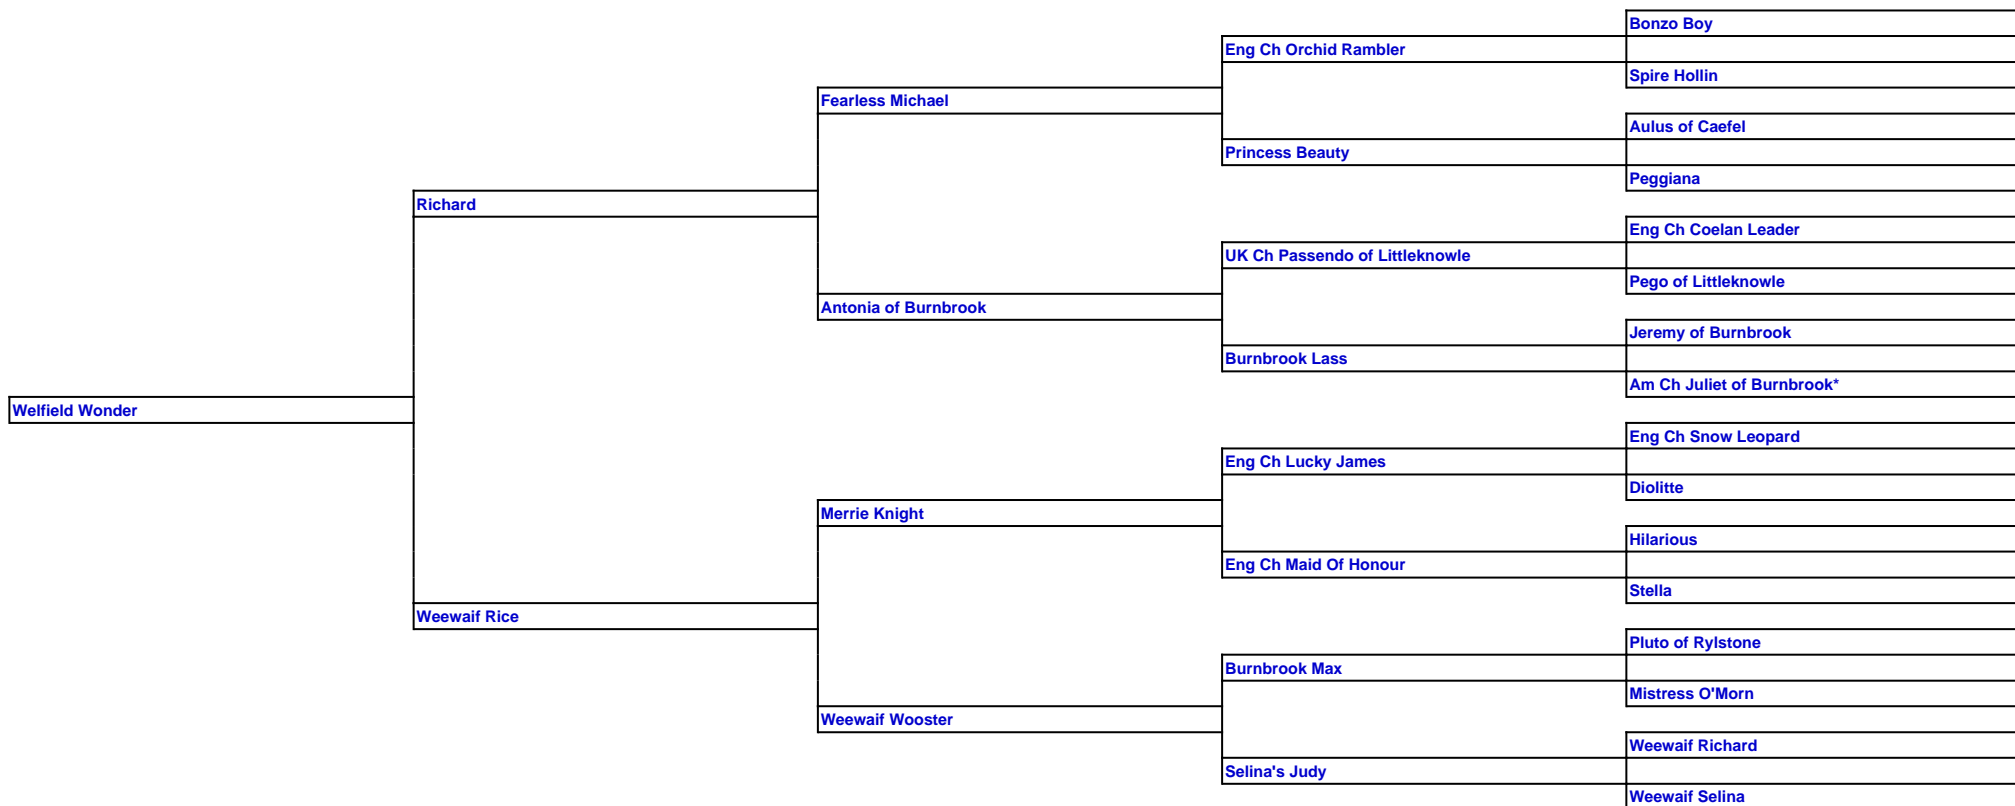 Bonzo Boy
Eng Ch Orchid Rambler
Spire Hollin
Fearless Michael
Aulus of Caefel
Princess Beauty
Peggiana
Richard
Eng Ch Coelan Leader
UK Ch Passendo of Littleknowle
Pego of Littleknowle
Antonia of Burnbrook
Jeremy of Burnbrook
Burnbrook Lass
Am Ch Juliet of Burnbrook*
Welfield Wonder
Eng Ch Snow Leopard
Eng Ch Lucky James
Diolitte
Merrie Knight
Hilarious
Eng Ch Maid Of Honour
Stella
Weewaif Rice
Pluto of Rylstone
Burnbrook Max
Mistress O'Morn
Weewaif Wooster
Weewaif Richard
Selina's Judy
Weewaif Selina